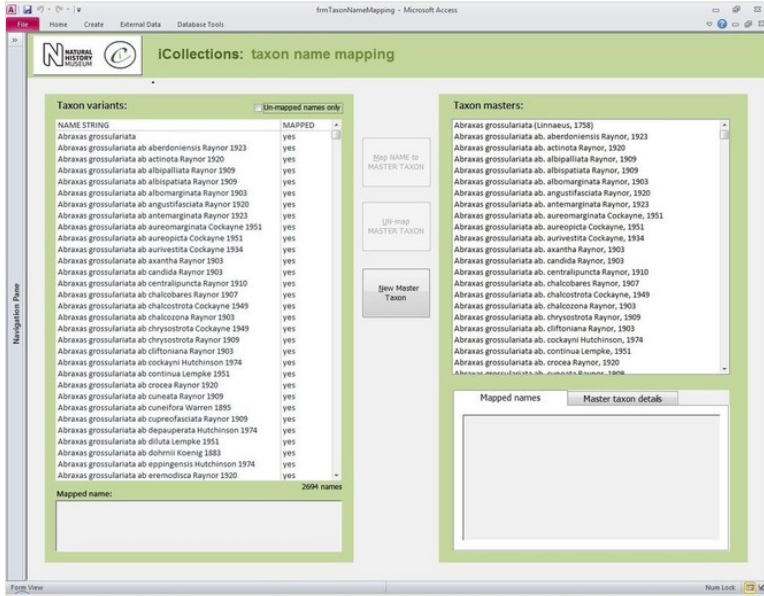 frmTaxonNameMapping - Microsoft Access
File Home Create External Data Database Tools
NATURAL HISTORY MUSEUM
iCollections: taxon name mapping
Navigation Pane
Taxon variants:
Un-mapped names only
NAME STRING MAPPED
Abraxas grossulariata yes
Abraxas grossulariata ab aberdoniensis Raynor 1923 yes
Abraxas grossulariata ab actinota Raynor 1920 yes
Abraxas grossulariata ab albipalliata Raynor 1909 yes
Abraxas grossulariata ab albispatiata Raynor 1909 yes
Abraxas grossulariata ab albomarginata Raynor 1903 yes
Abraxas grossulariata ab angustifasciata Raynor 1920 yes
Abraxas grossulariata ab antemarginata Raynor 1923 yes
Abraxas grossulariata ab aureomarginata Cockayne 1951 yes
Abraxas grossulariata ab aureopicta Cockayne 1951 yes
Abraxas grossulariata ab aurivestita Cockayne 1934 yes
Abraxas grossulariata ab axantha Raynor 1903 yes
Abraxas grossulariata ab candida Raynor 1903 yes
Abraxas grossulariata ab centralipuncta Raynor 1910 yes
Abraxas grossulariata ab chalcobares Raynor 1907 yes
Abraxas grossulariata ab chalcostrota Cockayne 1949 yes
Abraxas grossulariata ab chalcozona Raynor 1903 yes
Abraxas grossulariata ab chrysostrota Cockayne 1949 yes
Abraxas grossulariata ab chrysostrota Raynor 1909 yes
Abraxas grossulariata ab cliftoniana Raynor 1903 yes
Abraxas grossulariata ab cockayni Hutchinson 1974 yes
Abraxas grossulariata ab continua Lempke 1951 yes
Abraxas grossulariata ab crocea Raynor 1920 yes
Abraxas grossulariata ab cuneata Raynor 1909 yes
Abraxas grossulariata ab cuneifora Warren 1895 yes
Abraxas grossulariata ab cupreofasciata Raynor 1909 yes
Abraxas grossulariata ab depauperata Hutchinson 1974 yes
Abraxas grossulariata ab diluta Lempke 1951 yes
Abraxas grossulariata ab dohrnii Koenig 1883 yes
Abraxas grossulariata ab eppingensis Hutchinson 1974 yes
Abraxas grossulariata ab eremodisca Raynor 1920 yes
2694 names
Mapped name:
Map NAME to
MASTER TAXON
UN-map
MASTER TAXON
New Master
Taxon
Taxon masters:
Abraxas grossulariata (Linnaeus, 1758)
Abraxas grossulariata ab. aberdoniensis Raynor, 1923
Abraxas grossulariata ab. actinota Raynor, 1920
Abraxas grossulariata ab. albipalliata Raynor, 1909
Abraxas grossulariata ab. albispatiata Raynor, 1909
Abraxas grossulariata ab. albomarginata Raynor, 1903
Abraxas grossulariata ab. angustifasciata Raynor, 1920
Abraxas grossulariata ab. antemarginata Raynor, 1923
Abraxas grossulariata ab. aureomarginata Cockayne, 1951
Abraxas grossulariata ab. aureopicta Cockayne, 1951
Abraxas grossulariata ab. aurivestita Cockayne, 1934
Abraxas grossulariata ab. axantha Raynor, 1903
Abraxas grossulariata ab. candida Raynor, 1903
Abraxas grossulariata ab. centralipuncta Raynor, 1910
Abraxas grossulariata ab. chalcobares Raynor, 1907
Abraxas grossulariata ab. chalcostrota Cockayne, 1949
Abraxas grossulariata ab. chalcozona Raynor, 1903
Abraxas grossulariata ab. chrysostrota Raynor, 1909
Abraxas grossulariata ab. cliftoniana Raynor, 1903
Abraxas grossulariata ab. cockayni Hutchinson, 1974
Abraxas grossulariata ab. continua Lempke, 1951
Abraxas grossulariata ab. crocea Raynor, 1920
Abraxas grossulariata ab. cuneata Raynor, 1909
Mapped names Master taxon details
Form View Num Lock